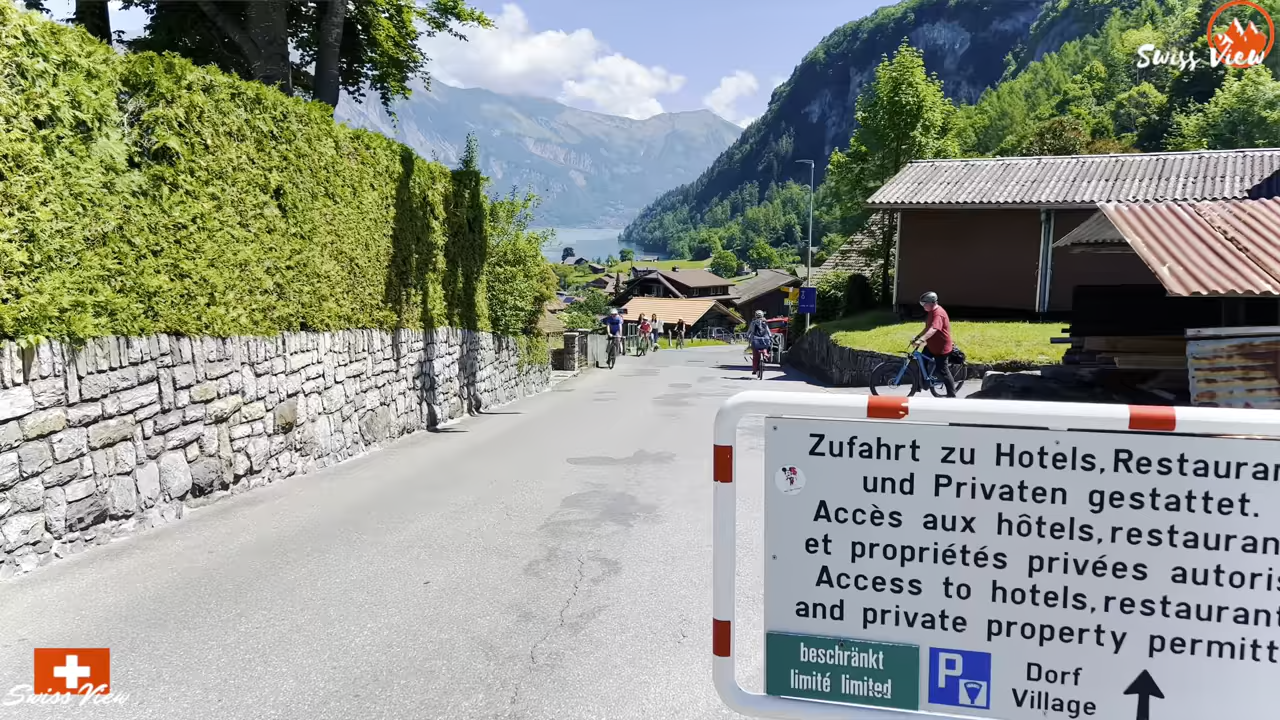 Swiss View
Zufahrt zu Hotels, Restauran
und Privaten gestattet.
Accès aux hôtels, restauran
et propriétés privées autoris
Access to hotels, restaurant
and private property permitt
beschränkt
limité limited
P
Dorf
Village
Swiss View